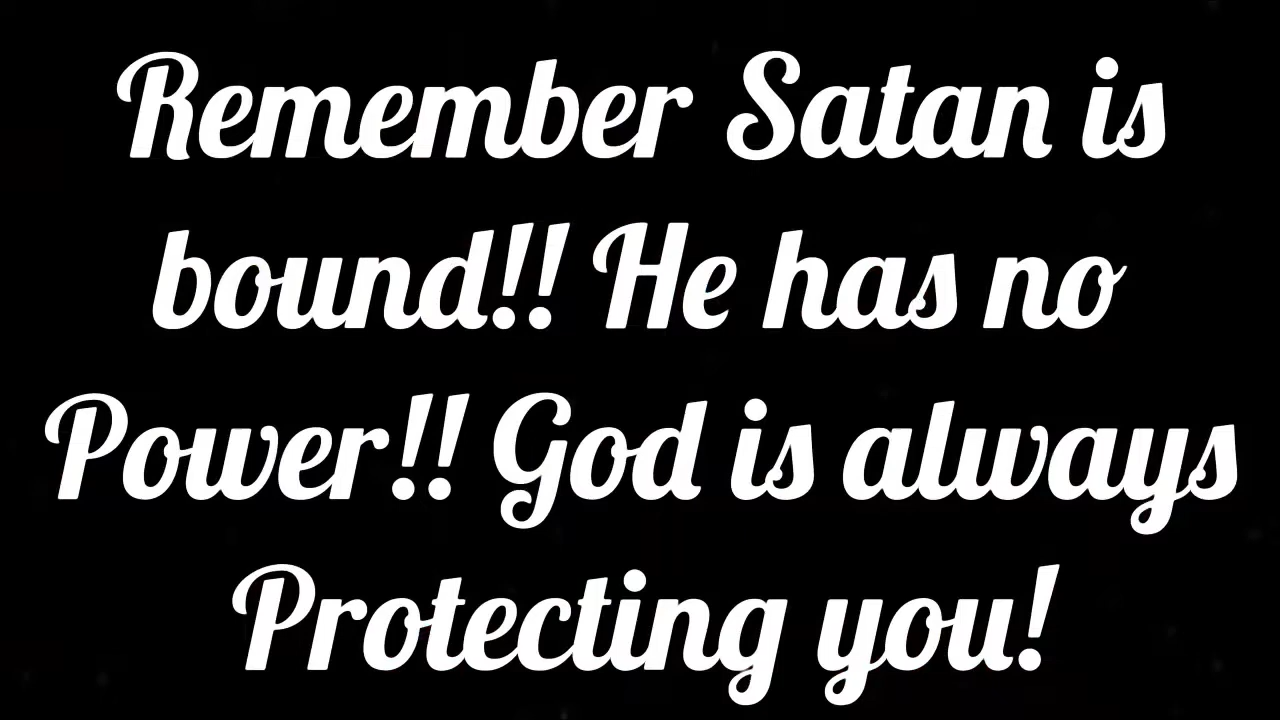 Remember Satan is
bound!! He has no
Power!! God is always
Protecting you!